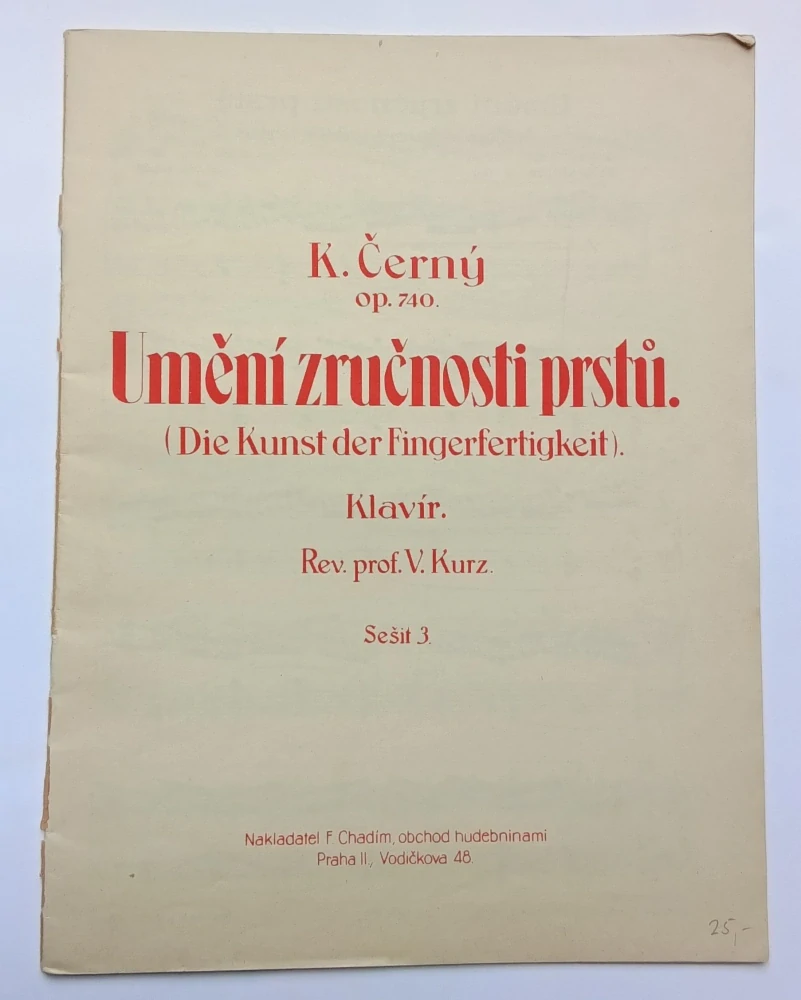 K. Černý
op. 740.
Umění zručnosti prstů.
(Die Kunst der Fingerfertigkeit).
Klavír.
Rev. prof. V. Kurz.
Sešit 3.
Nakladatel F. Chadím, obchod hudebninami
Praha II., Vodičkova 48.
25,-